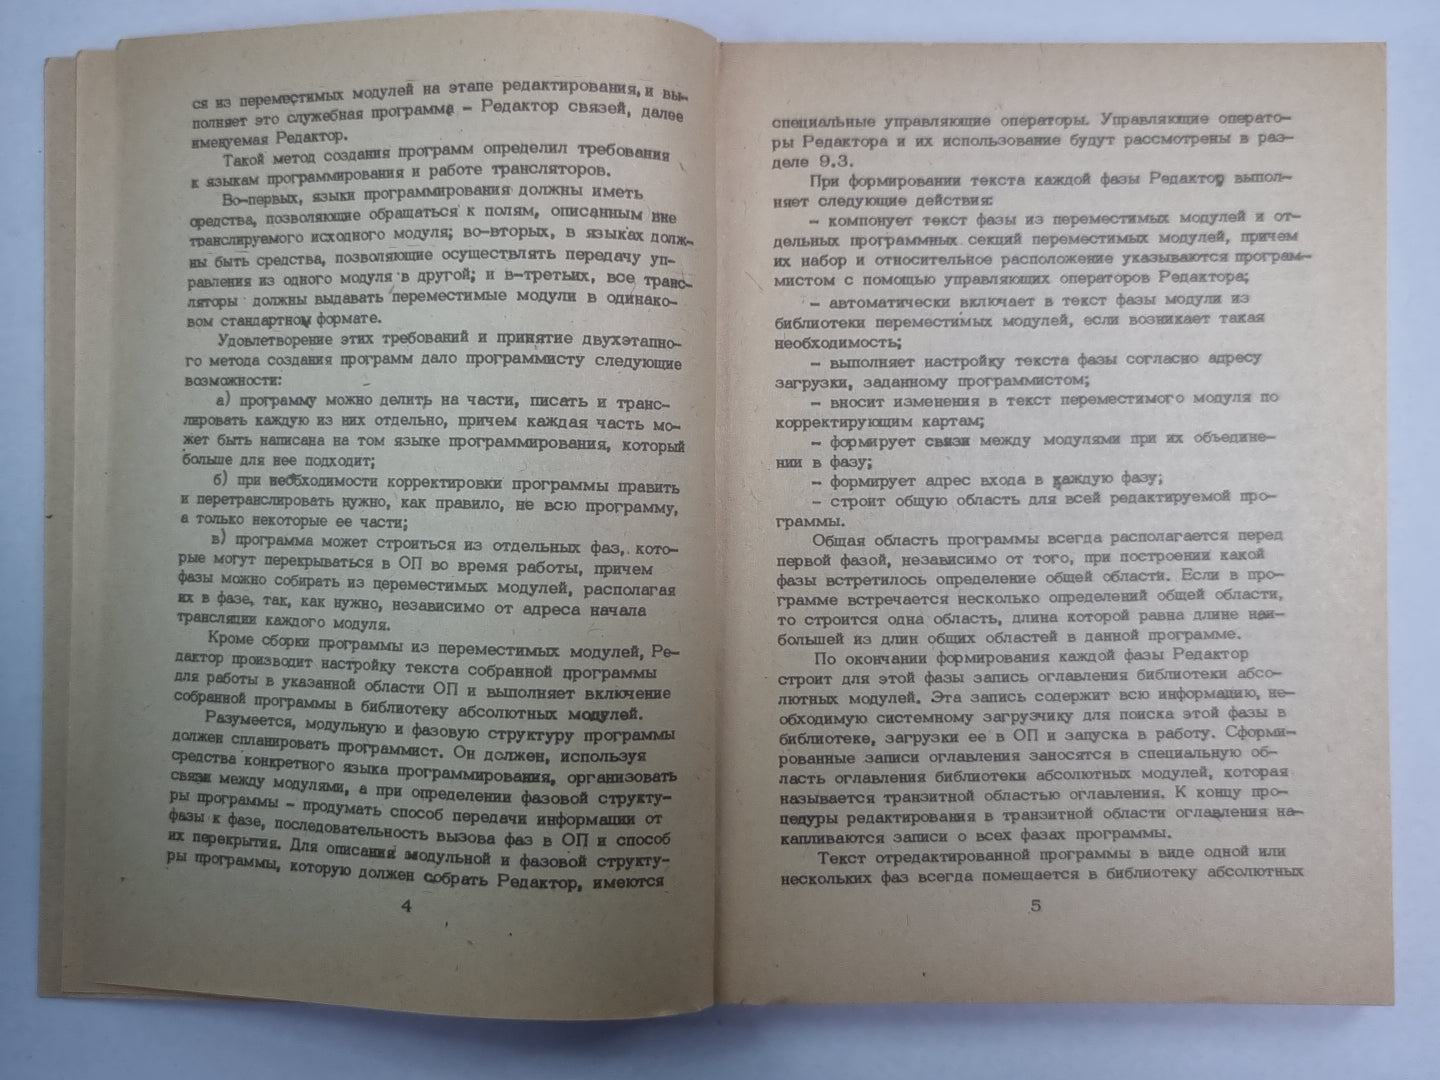 ся из переместимых модулей на этапе редактирования, и вы-
полняет это служебная программа - Редактор связей, далее
именуемая Редактор.
Такой метод создания программ определил требования
к языкам программирования и работе трансляторов.
Во-первых, языки программирования должны иметь
средства, позволяющие обращаться к полям, описанным вне
транслируемого исходного модуля; во-вторых, в языках долж-
ны быть средства, позволяющие осуществлять передачу уп-
равления из одного модуля в другой; и в-третьих, все транс-
ляторы должны выдавать переместимые модули в одинако-
вом стандартном формате.
Удовлетворение этих требований и принятие двухэтапно-
го метода создания программ дало программисту следующие
возможности:
а) программу можно делить на части, писать и транс-
лировать каждую из них отдельно, причем каждая часть мо-
жет быть написана на том языке программирования, который
больше для нее подходит;
б) при необходимости корректировки программы править
и перетранслировать нужно, как правило, не всю программу,
а только некоторые ее части;
в) программа может строиться из отдельных фаз, кото-
рые могут перекрываться в ОП во время работы, причем
фазы можно собирать из переместимых модулей, располагая
их в фазе, так, как нужно, независимо от адреса начала
трансляции каждого модуля.
Кроме сборки программы из переместимых модулей, Ре-
дактор производит настройку текста собранной программы
для работы в указанной области ОП и выполняет включение
собранной программы в библиотеку абсолютных модулей.
Разумеется, модульную и фазовую структуру программы
должен спланировать программист. Он должен, используя
средства конкретного языка программирования, организовать
связи между модулями, а при определении фазовой структу-
ры программы - продумать способ передачи информации от
фазы к фазе, последовательность вызова фаз в ОП и способ
их перекрытия. Для описания модульной и фазовой структу-
ры программы, которую должен собрать Редактор, имеются
4
специальные управляющие операторы. Управляющие операто-
ры Редактора и их использование будут рассмотрены в раз-
деле 9.3.
При формировании текста каждой фазы Редактор выпол-
няет следующие действия:
- компонует текст фазы из переместимых модулей и от-
дельных программных секций переместимых модулей, причем
их набор и относительное расположение указываются програм-
мистом с помощью управляющих операторов Редактора;
- автоматически включает в текст фазы модули из
библиотеки переместимых модулей, если возникает такая
необходимость;
- выполняет настройку текста фазы согласно адресу
загрузки, заданному программистом;
- вносит изменения в текст переместимого модуля по
корректирующим картам;
- формирует связи между модулями при их объедине-
нии в фазу;
- формирует адрес входа в каждую фазу;
- строит общую область для всей редактируемой про-
граммы.
Общая область программы всегда располагается перед
первой фазой, независимо от того, при построении какой
фазы встретилось определение общей области. Если в про-
грамме встречается несколько определений общей области,
то строится одна область, длина которой равна длине наи-
большей из длин общих областей в данной программе.
По окончании формирования каждой фазы Редактор
строит для этой фазы запись оглавления библиотеки абсо-
лютных модулей. Эта запись содержит всю информацию, не-
обходимую системному загрузчику для поиска этой фазы в
библиотеке, загрузки ее в ОП и запуска в работу. Сформи-
рованные записи оглавления заносятся в специальную об-
ласть оглавления библиотеки абсолютных модулей, которая
называется транзитной областью оглавления. К концу про-
цедуры редактирования в транзитной области оглавления на-
капливаются записи о всех фазах программы.
Текст отредактированной программы в виде одной или
нескольких фаз всегда помещается в библиотеку абсолютных
5